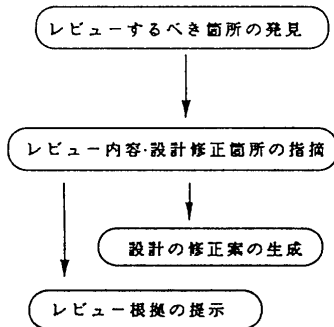 レビューするべき箇所の発見
レビュー内容·設計修正箇所の指摘
設計の修正案の生成
レビュー根拠の提示